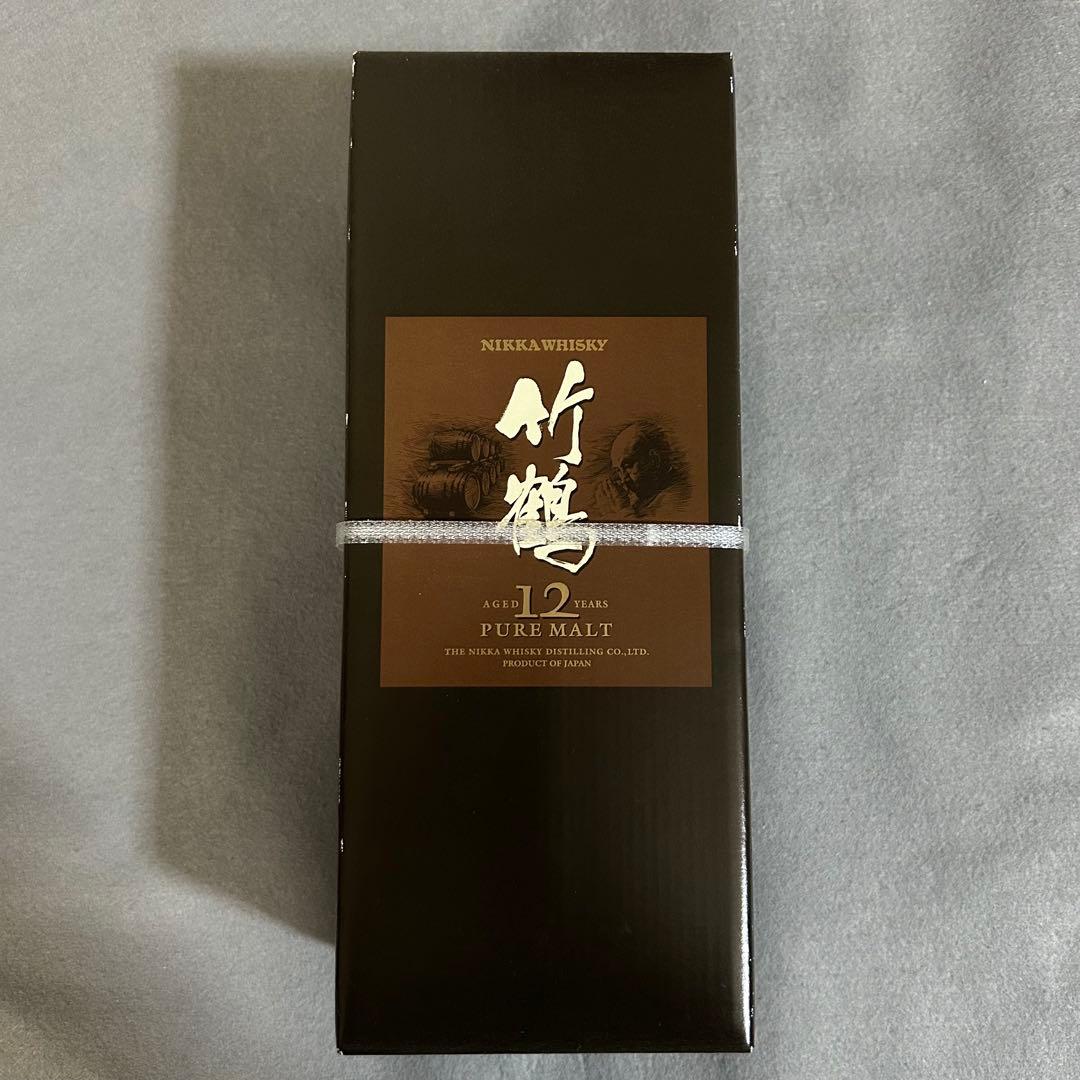 NIKKA WHISKY
竹
鶴
AGED 12 YEARS
PURE MALT
THE NIKKA WHISKY DISTILLING CO.,LTD.
PRODUCT OF JAPAN